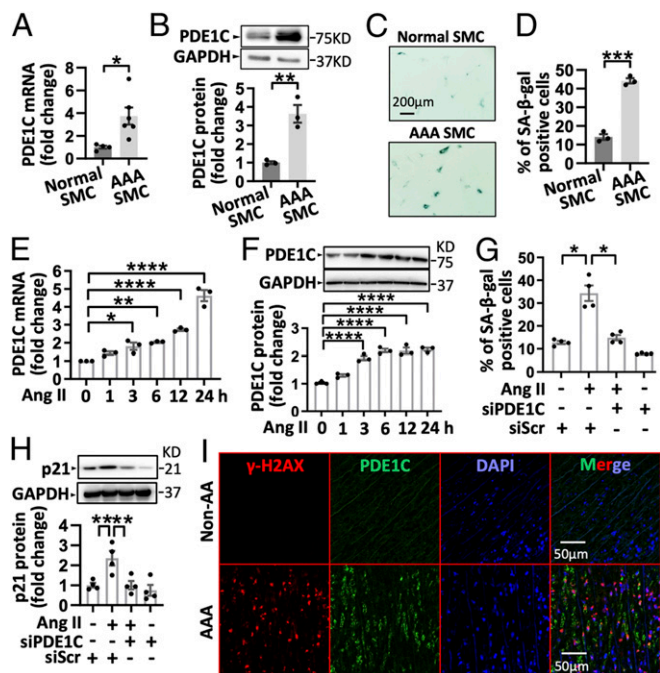 A
PDE1C mRNA
(fold change)
8
6
4
2
0
*
Normal SMC
AAA SMC
B
PDE1C
75KD
GAPDH
37KD
PDE1C protein
(fold change)
5
4
3
2
1
0
**
Normal SMC
AAA SMC
C
Normal SMC
200μm
AAA SMC
D
% of SA-β-gal
positive cells
50
40
30
20
10
0
***
Normal SMC
AAA SMC
E
PDE1C mRNA
(fold change)
6
4
2
0
****
****
**
*
Ang II 0 1 3 6 12 24 h
F
KD
PDE1C
75
GAPDH
37
PDE1C protein
(fold change)
3
2
1
0
****
****
****
****
Ang II 0 1 3 6 12 24 h
G
% of SA-β-gal
positive cells
50
40
30
20
10
0
* *
Ang II - + + -
siPDE1C - - + +
siScr + + - -
H
KD
p21
21
GAPDH
37
p21 protein
(fold change)
4
3
2
1
0
** **
Ang II - + + -
siPDE1C - - + +
siScr + + - -
I
γ-H2AX PDE1C DAPI Merge
Non-AA
50μm
AAA
50μm